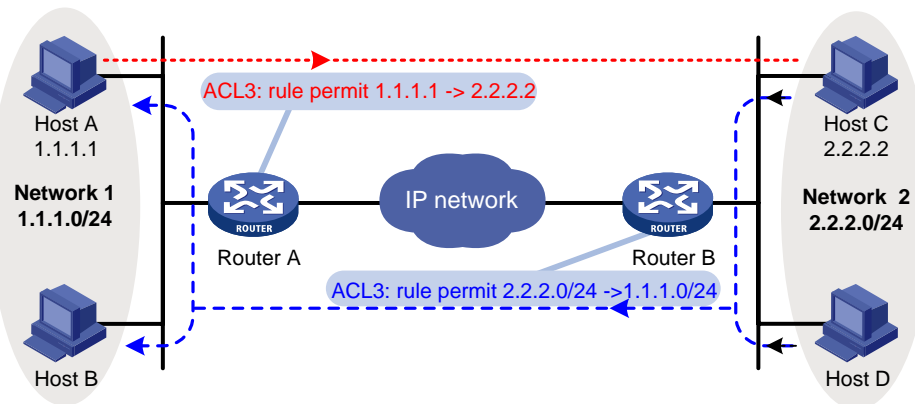 ACL3: rule permit 1.1.1.1 -> 2.2.2.2
Host A
1.1.1.1
Host C
2.2.2.2
Network 1
1.1.1.0/24
ROUTER
IP network
ROUTER
Network 2
2.2.2.0/24
Router A
Router B
ACL3: rule permit 2.2.2.0/24 ->1.1.1.0/24
Host B
Host D